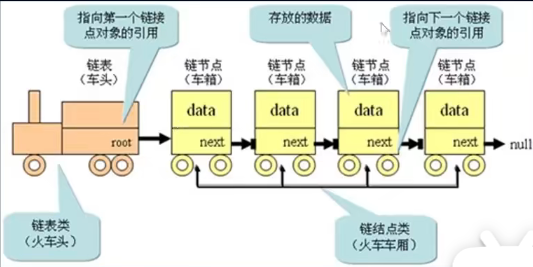 指向第一个链接
点对象的引用
存放的数据
指向下一个链接
点对象的引用
链表
（车头）
链节点
（车箱）
链节点
（车箱）
链节点
（车箱）
链节点
（车箱）
data
data
data
data
root
next
next
next
next
null
链表类
（火车头）
链结点类
（火车车厢）